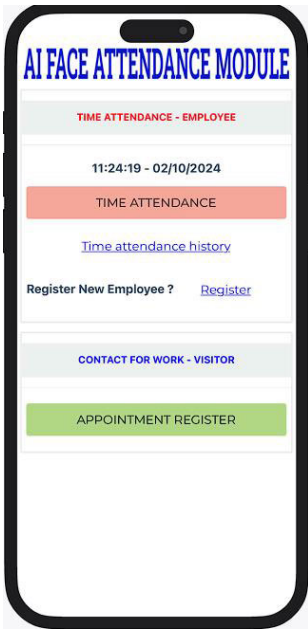 AI FACE ATTENDANCE MODULE
TIME ATTENDANCE - EMPLOYEE
11:24:19 - 02/10/2024
TIME ATTENDANCE
Time attendance history
Register New Employee ? Register
CONTACT FOR WORK - VISITOR
APPOINTMENT REGISTER